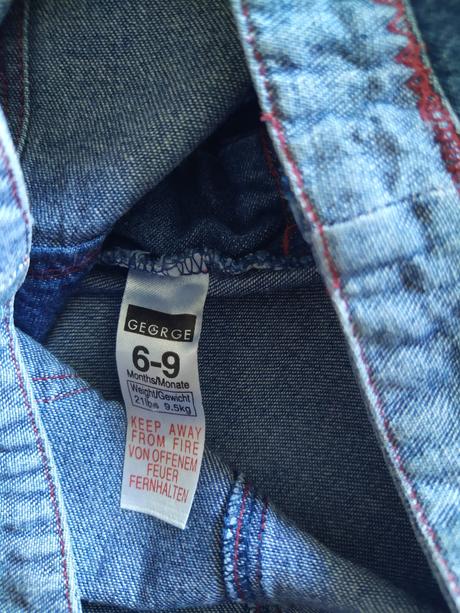 GEORGE
6-9
Months/Monate
Weight/Gewicht
21lbs 9.5kg
KEEP AWAY
FROM FIRE
VON OFFENEM
FEUER
FERNHALTEN